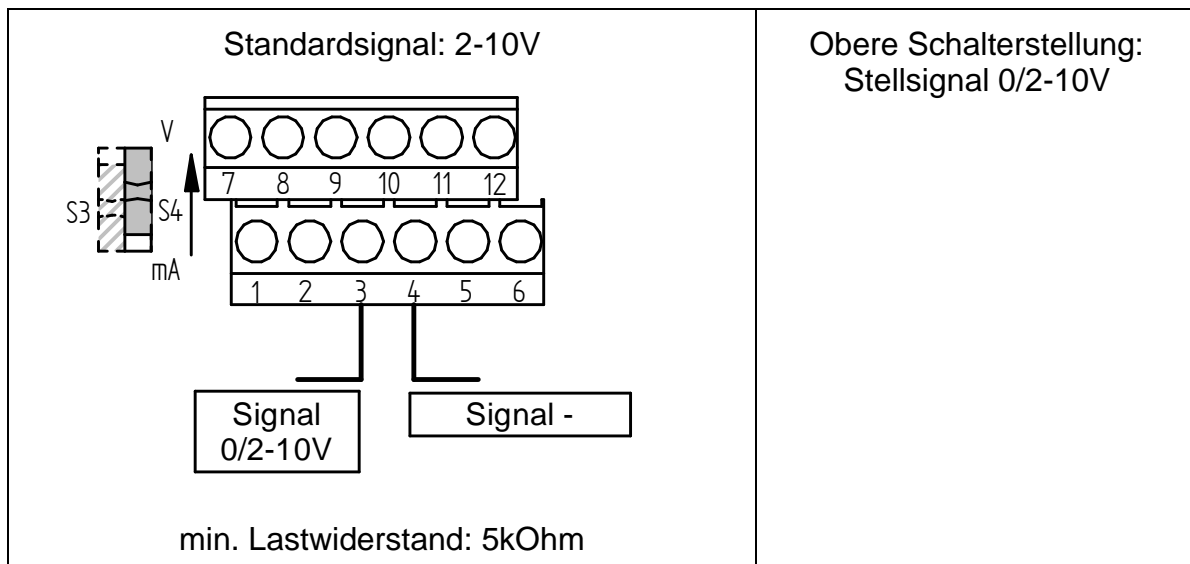 Standardsignal: 2-10V
Obere Schalterstellung:
Stellsignal 0/2-10V
V
7 8 9 10 11 12
S3 S4
mA
1 2 3 4 5 6
Signal
0/2-10V
Signal -
min. Lastwiderstand: 5kOhm